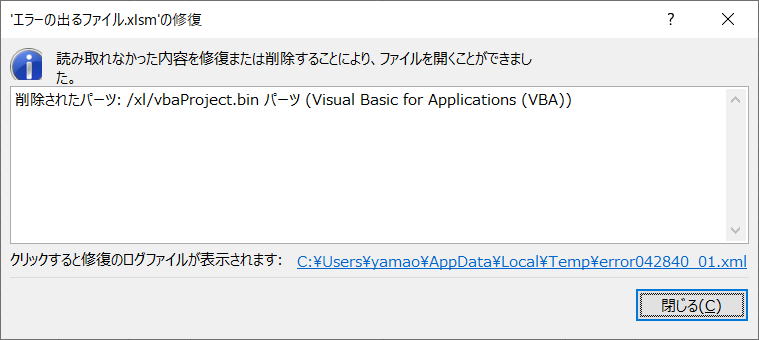 'エラーの出るファイル.xlsm'の修復
?
読み取れなかった内容を修復または削除することにより、ファイルを開くことができまし
た。
削除されたパーツ: /xl/vbaProject.bin パーツ (Visual Basic for Applications (VBA))
クリックすると修復のログファイルが表示されます: C:¥Users¥yamao¥AppData¥Local¥Temp¥error042840_01.xml
閉じる(C)